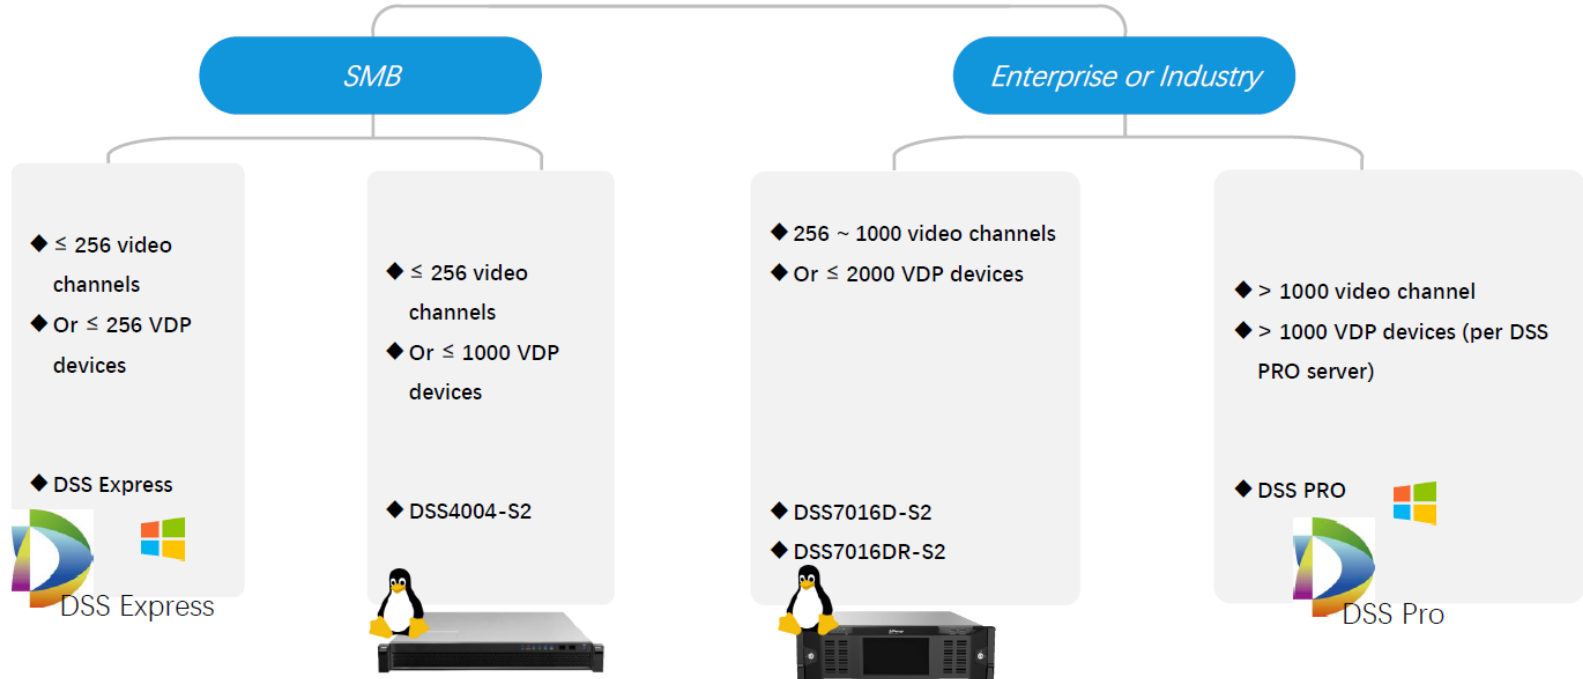 SMB
Enterprise or Industry
◆ ≤ 256 video
channels
◆ Or ≤ 256 VDP
devices
◆ DSS Express
DSS Express
◆ ≤ 256 video
channels
◆ Or ≤ 1000 VDP
devices
◆ DSS4004-S2
◆ 256 ~ 1000 video channels
◆ Or ≤ 2000 VDP devices
◆ DSS7016D-S2
◆ DSS7016DR-S2
◆ > 1000 video channel
◆ > 1000 VDP devices (per DSS
PRO server)
◆ DSS PRO
DSS Pro